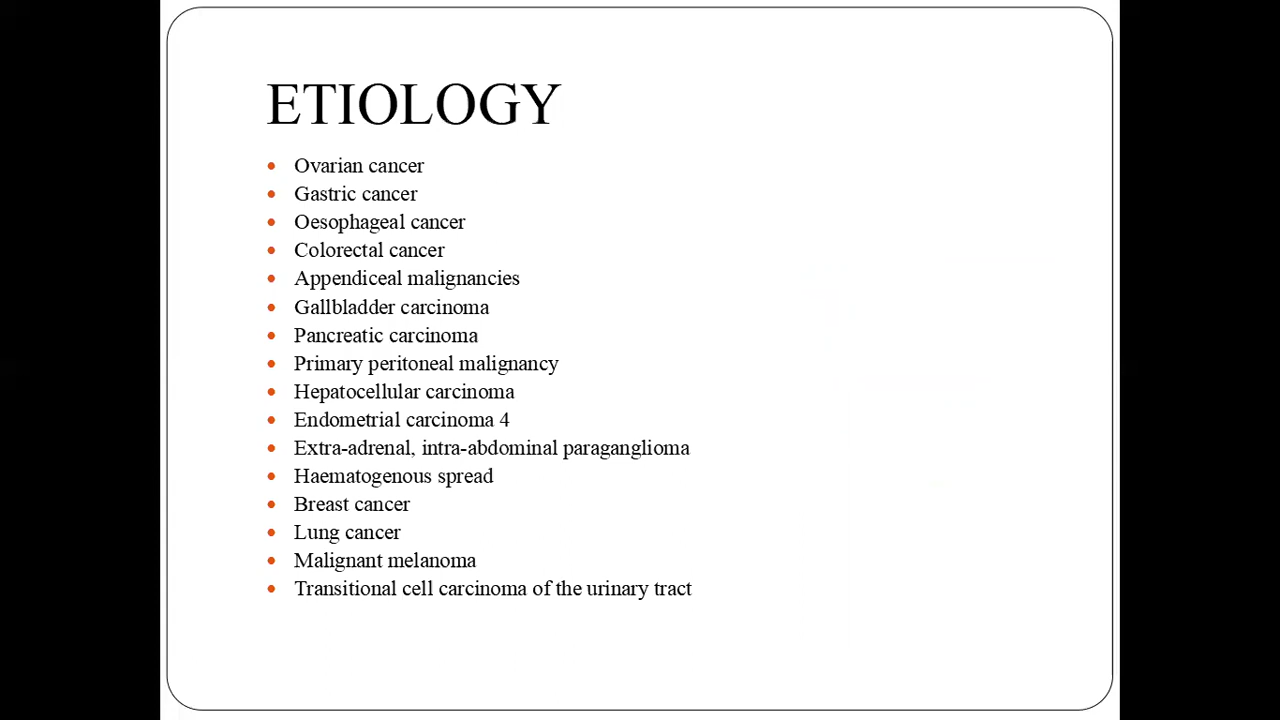 ETIOLOGY
Ovarian cancer
Gastric cancer
Oesophageal cancer
Colorectal cancer
Appendiceal malignancies
Gallbladder carcinoma
Pancreatic carcinoma
Primary peritoneal malignancy
Hepatocellular carcinoma
Endometrial carcinoma 4
Extra-adrenal, intra-abdominal paraganglioma
Haematogenous spread
Breast cancer
Lung cancer
Malignant melanoma
Transitional cell carcinoma of the urinary tract